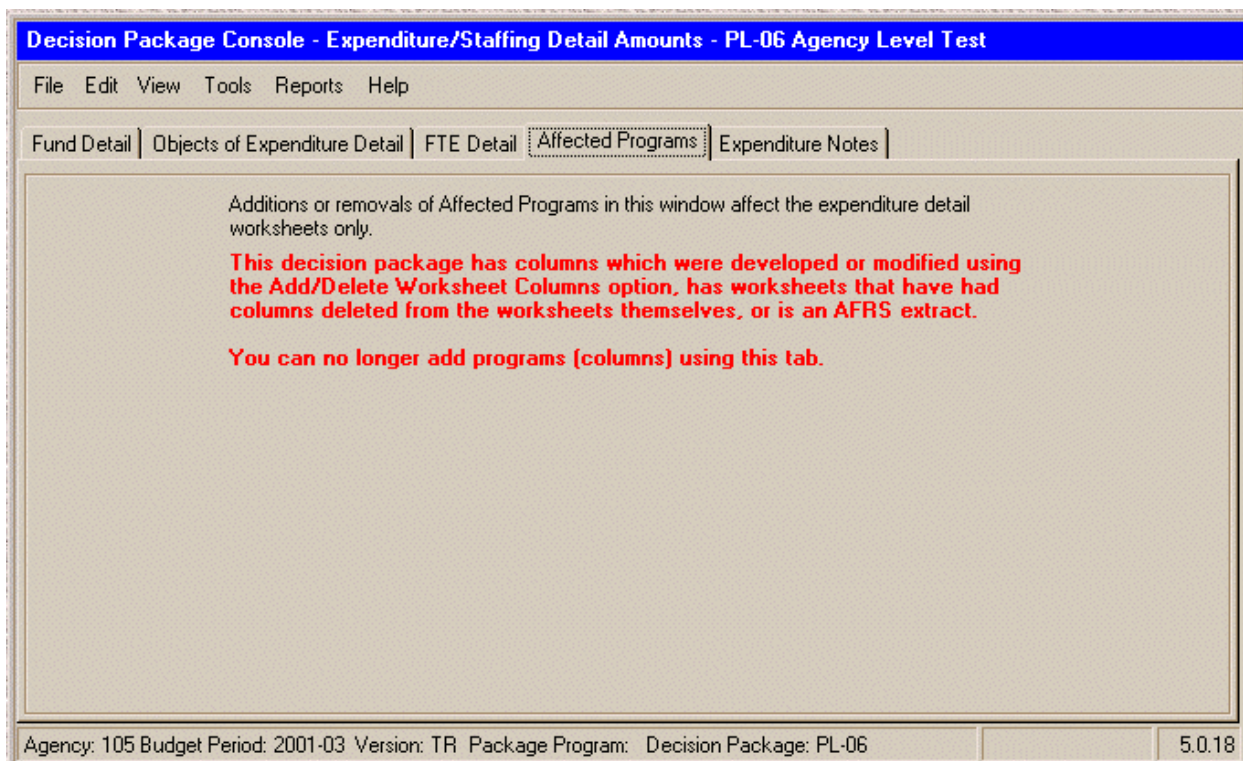 Decision Package Console - Expenditure/Staffing Detail Amounts - PL-06 Agency Level Test
File Edit View Tools Reports Help
Fund Detail Objects of Expenditure Detail FTE Detail Affected Programs Expenditure Notes
Additions or removals of Affected Programs in this window affect the expenditure detail
worksheets only.
This decision package has columns which were developed or modified using
the Add/Delete Worksheet Columns option, has worksheets that have had
columns deleted from the worksheets themselves, or is an AFRS extract.
You can no longer add programs (columns) using this tab.
Agency: 105 Budget Period: 2001-03 Version: TR Package Program: Decision Package: PL-06 5.0.18